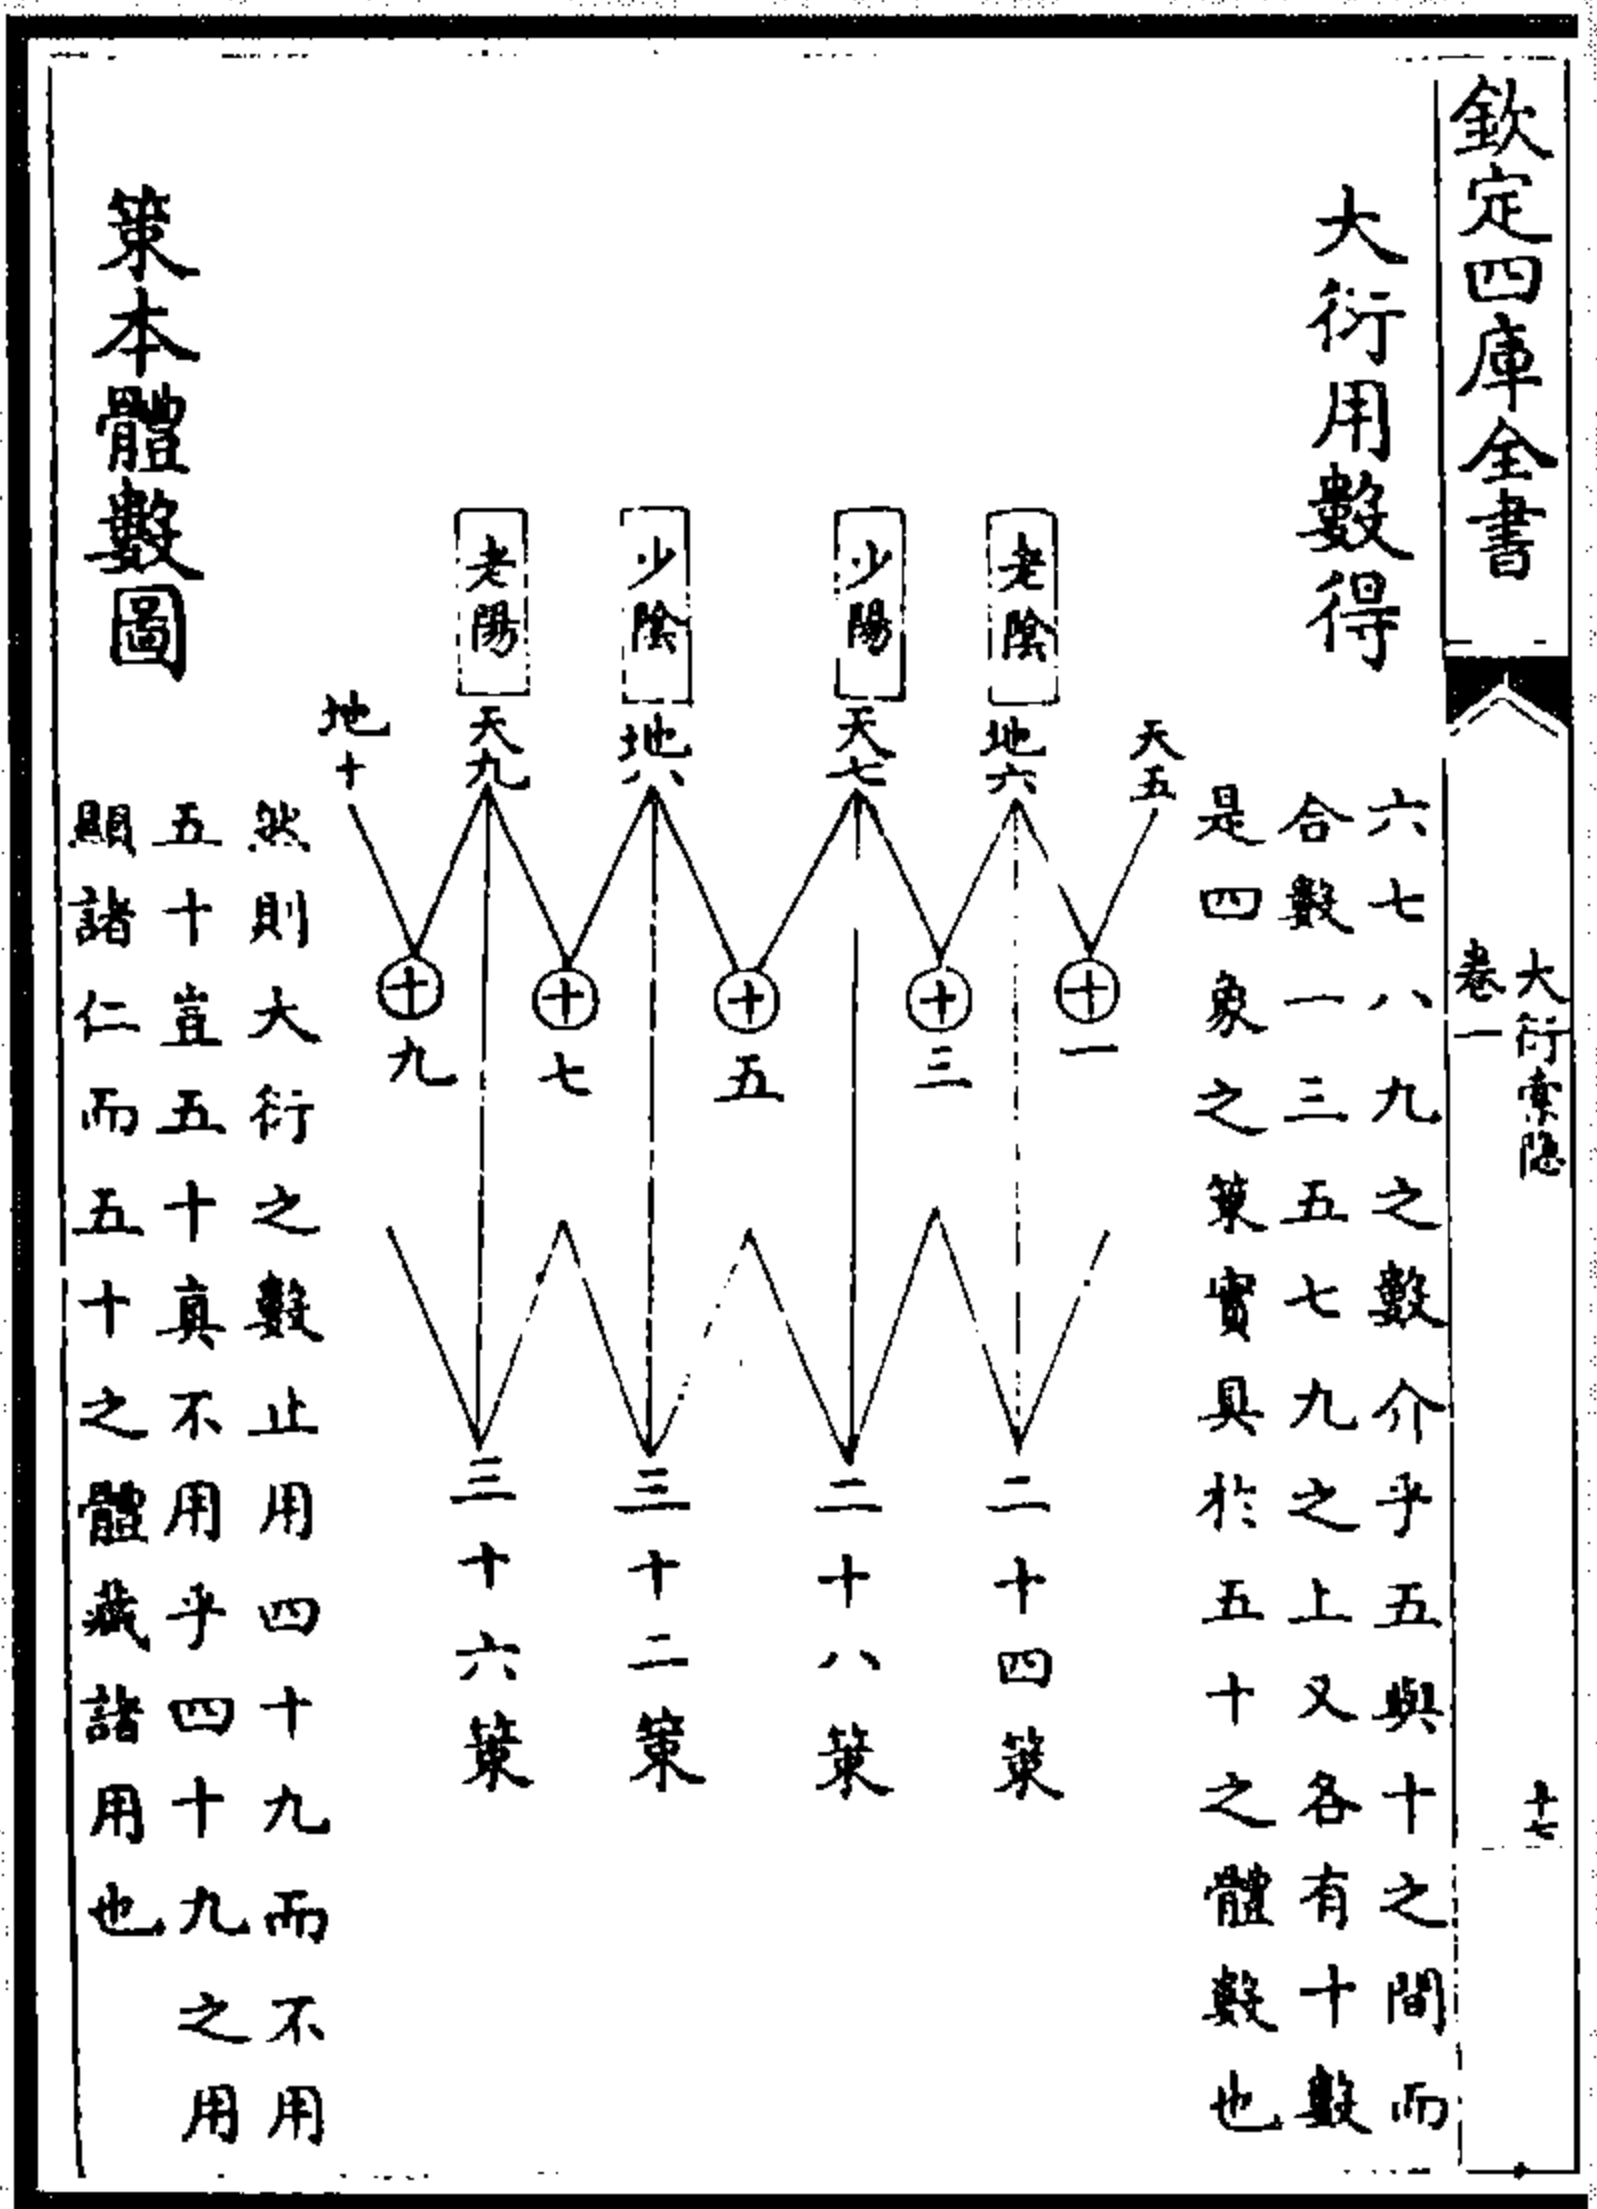 欽定四庫全書
大衍索隱
卷一
十七
大衍用數得
六七八九之數介乎五與十之間而
合數一三五七九之上又各有十數
是四象之策實具於五十之體數也
天五
老陰
地六
少陽
天七
少陰
地八
老陽
天九
地十
十一
十三
十五
十七
十九
二十四策
二十八策
三十二策
三十六策
策本體數圖
然則大衍之數止用四十九而不用
五十豈五十真不用乎四十九之用
顯諸仁而五十之體藏諸用也